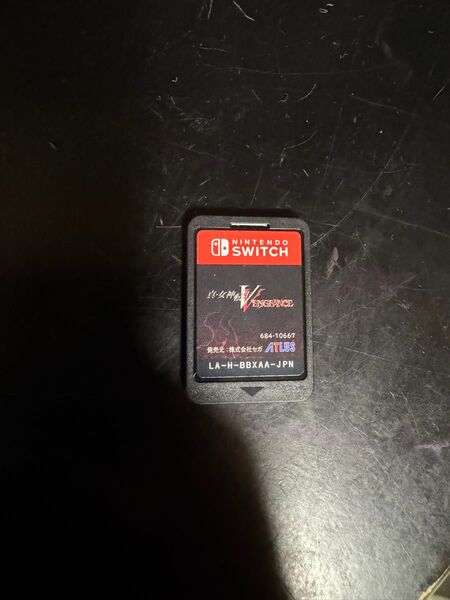 NINTENDO
SWITCH
真・女神転生V VENGEANCE
684-10667
発売元：株式会社セガ ATLUS
LA-H-BBXAA-JPN